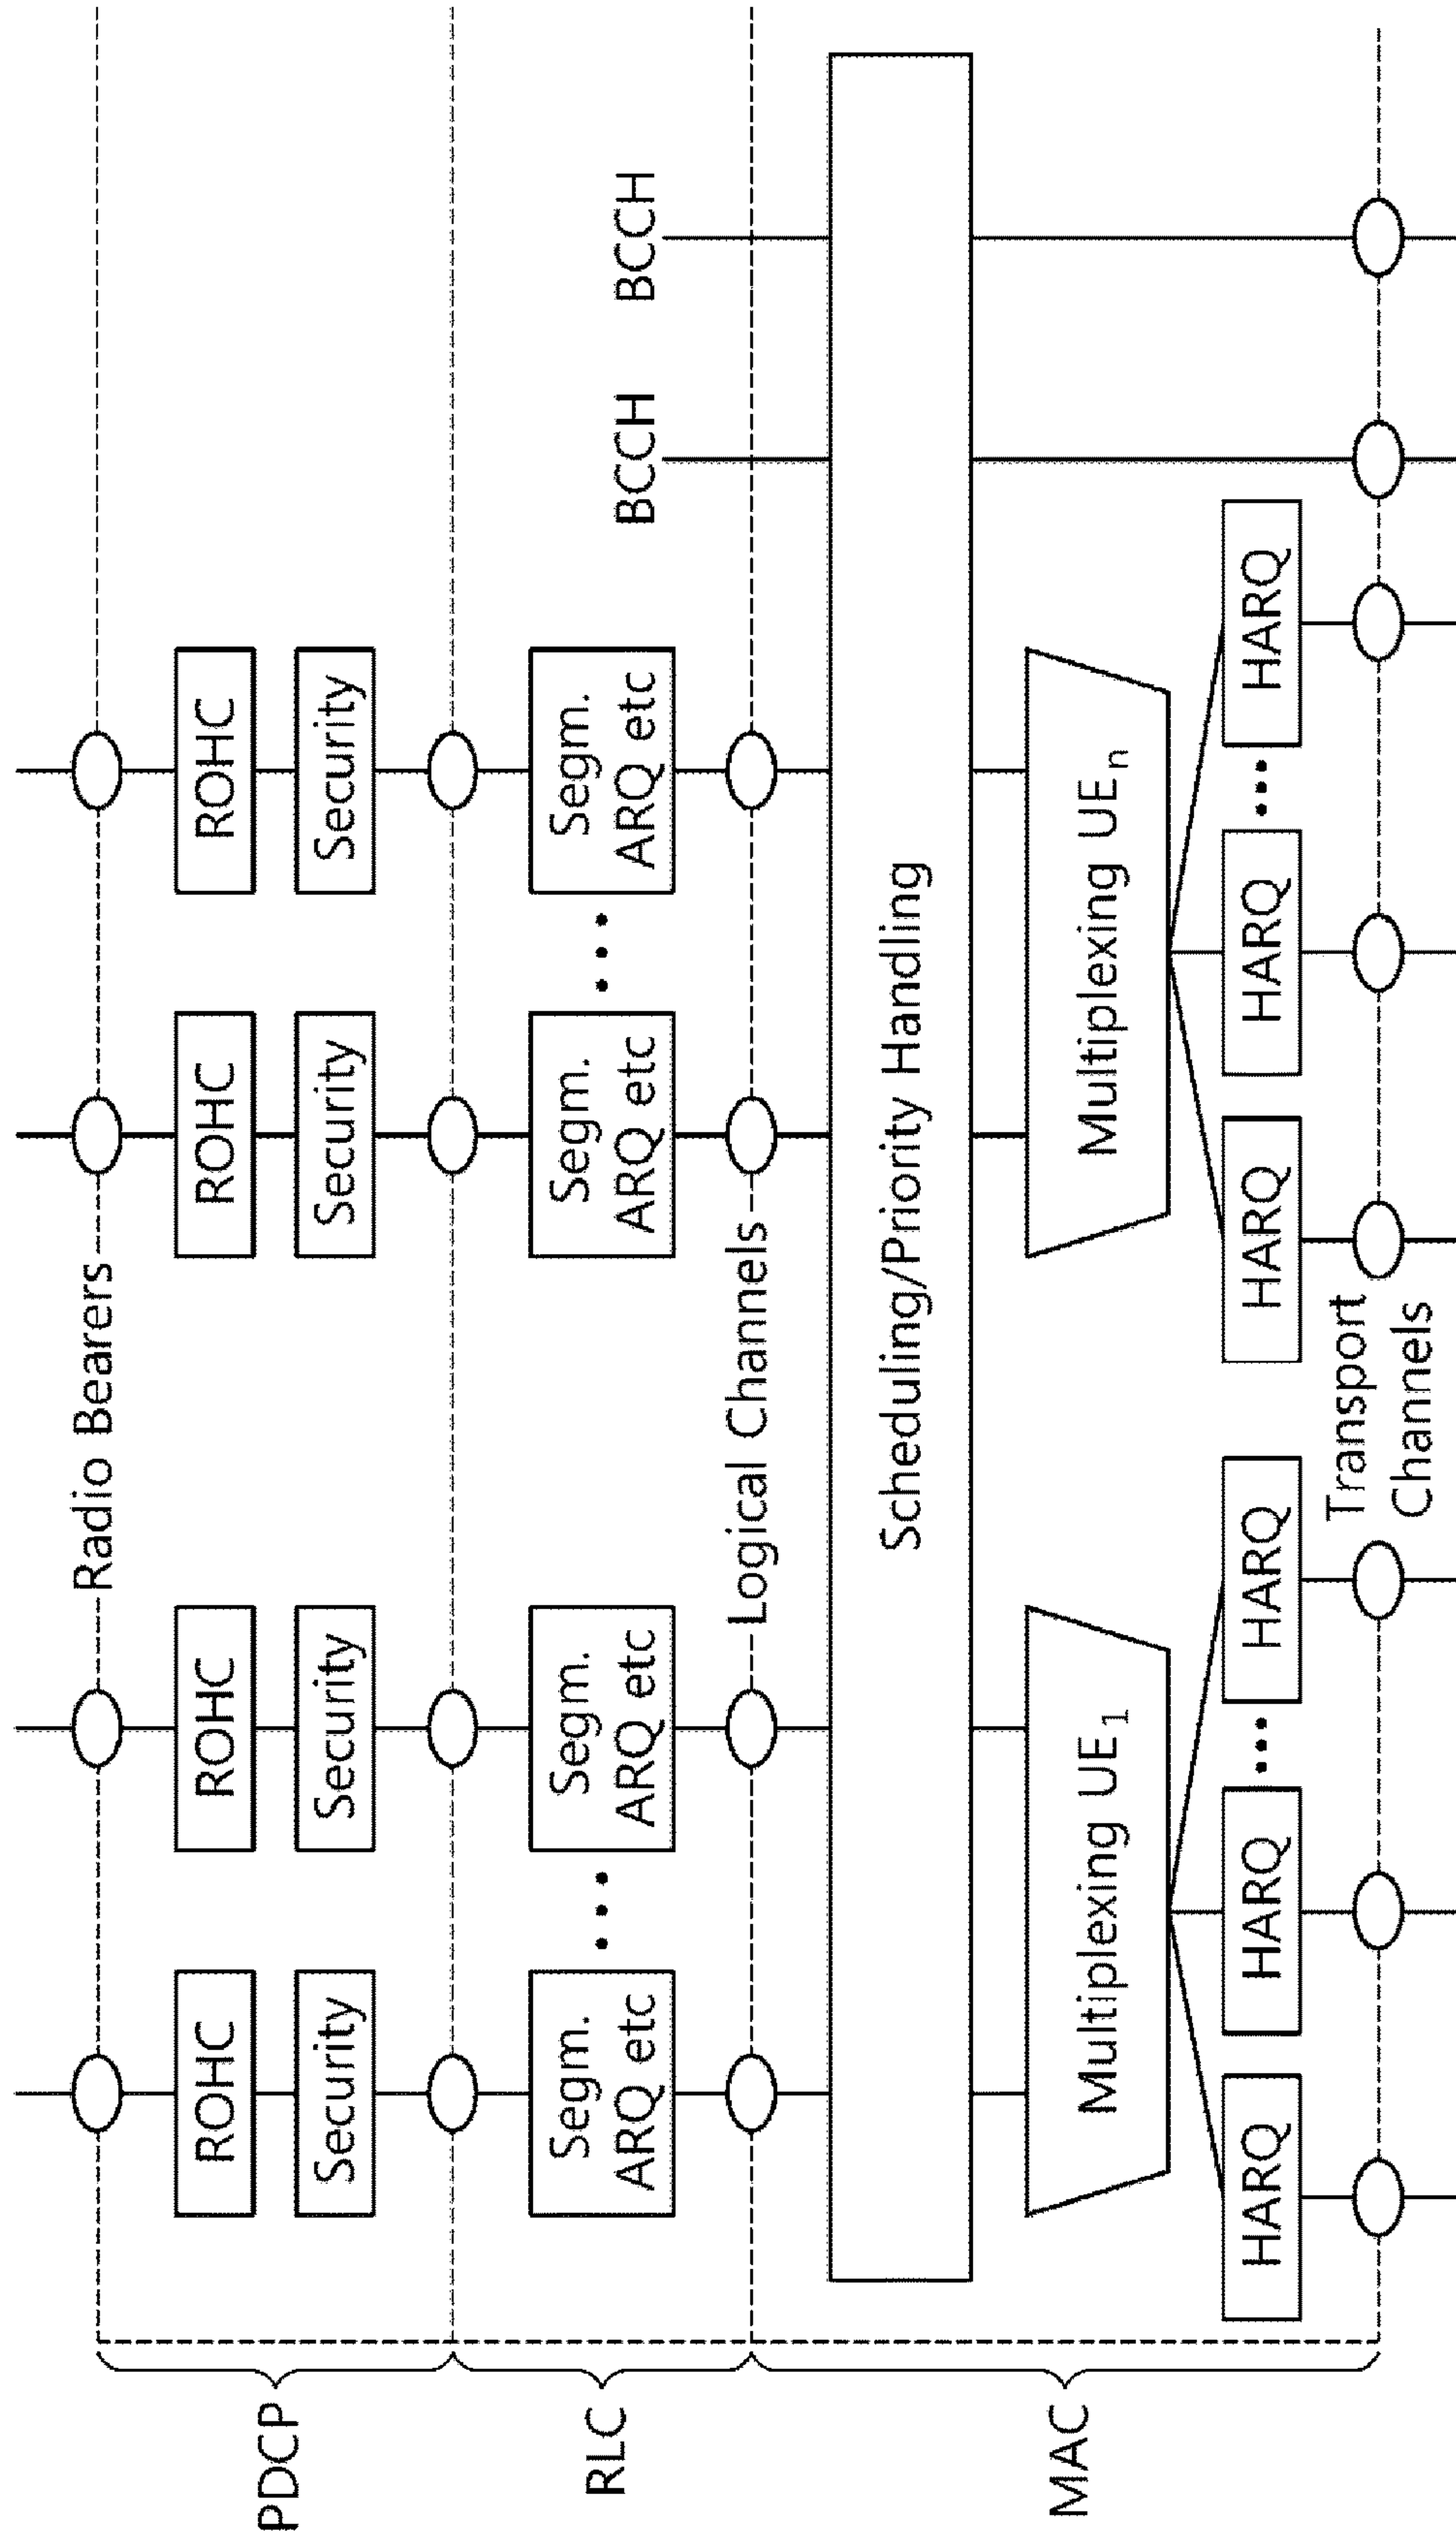 Radio Bearers
PDCP
ROHC
ROHC
ROHC
ROHC
Security
Security
Security
Security
RLC
Segm.
ARQ etc
Segm.
ARQ etc
Segm.
ARQ etc
Segm.
ARQ etc
BCCH
BCCH
Logical Channels
Scheduling/Priority Handling
MAC
Multiplexing UE1
Multiplexing UEn
HARQ
HARQ
HARQ
HARQ
HARQ
HARQ
Transport
Channels